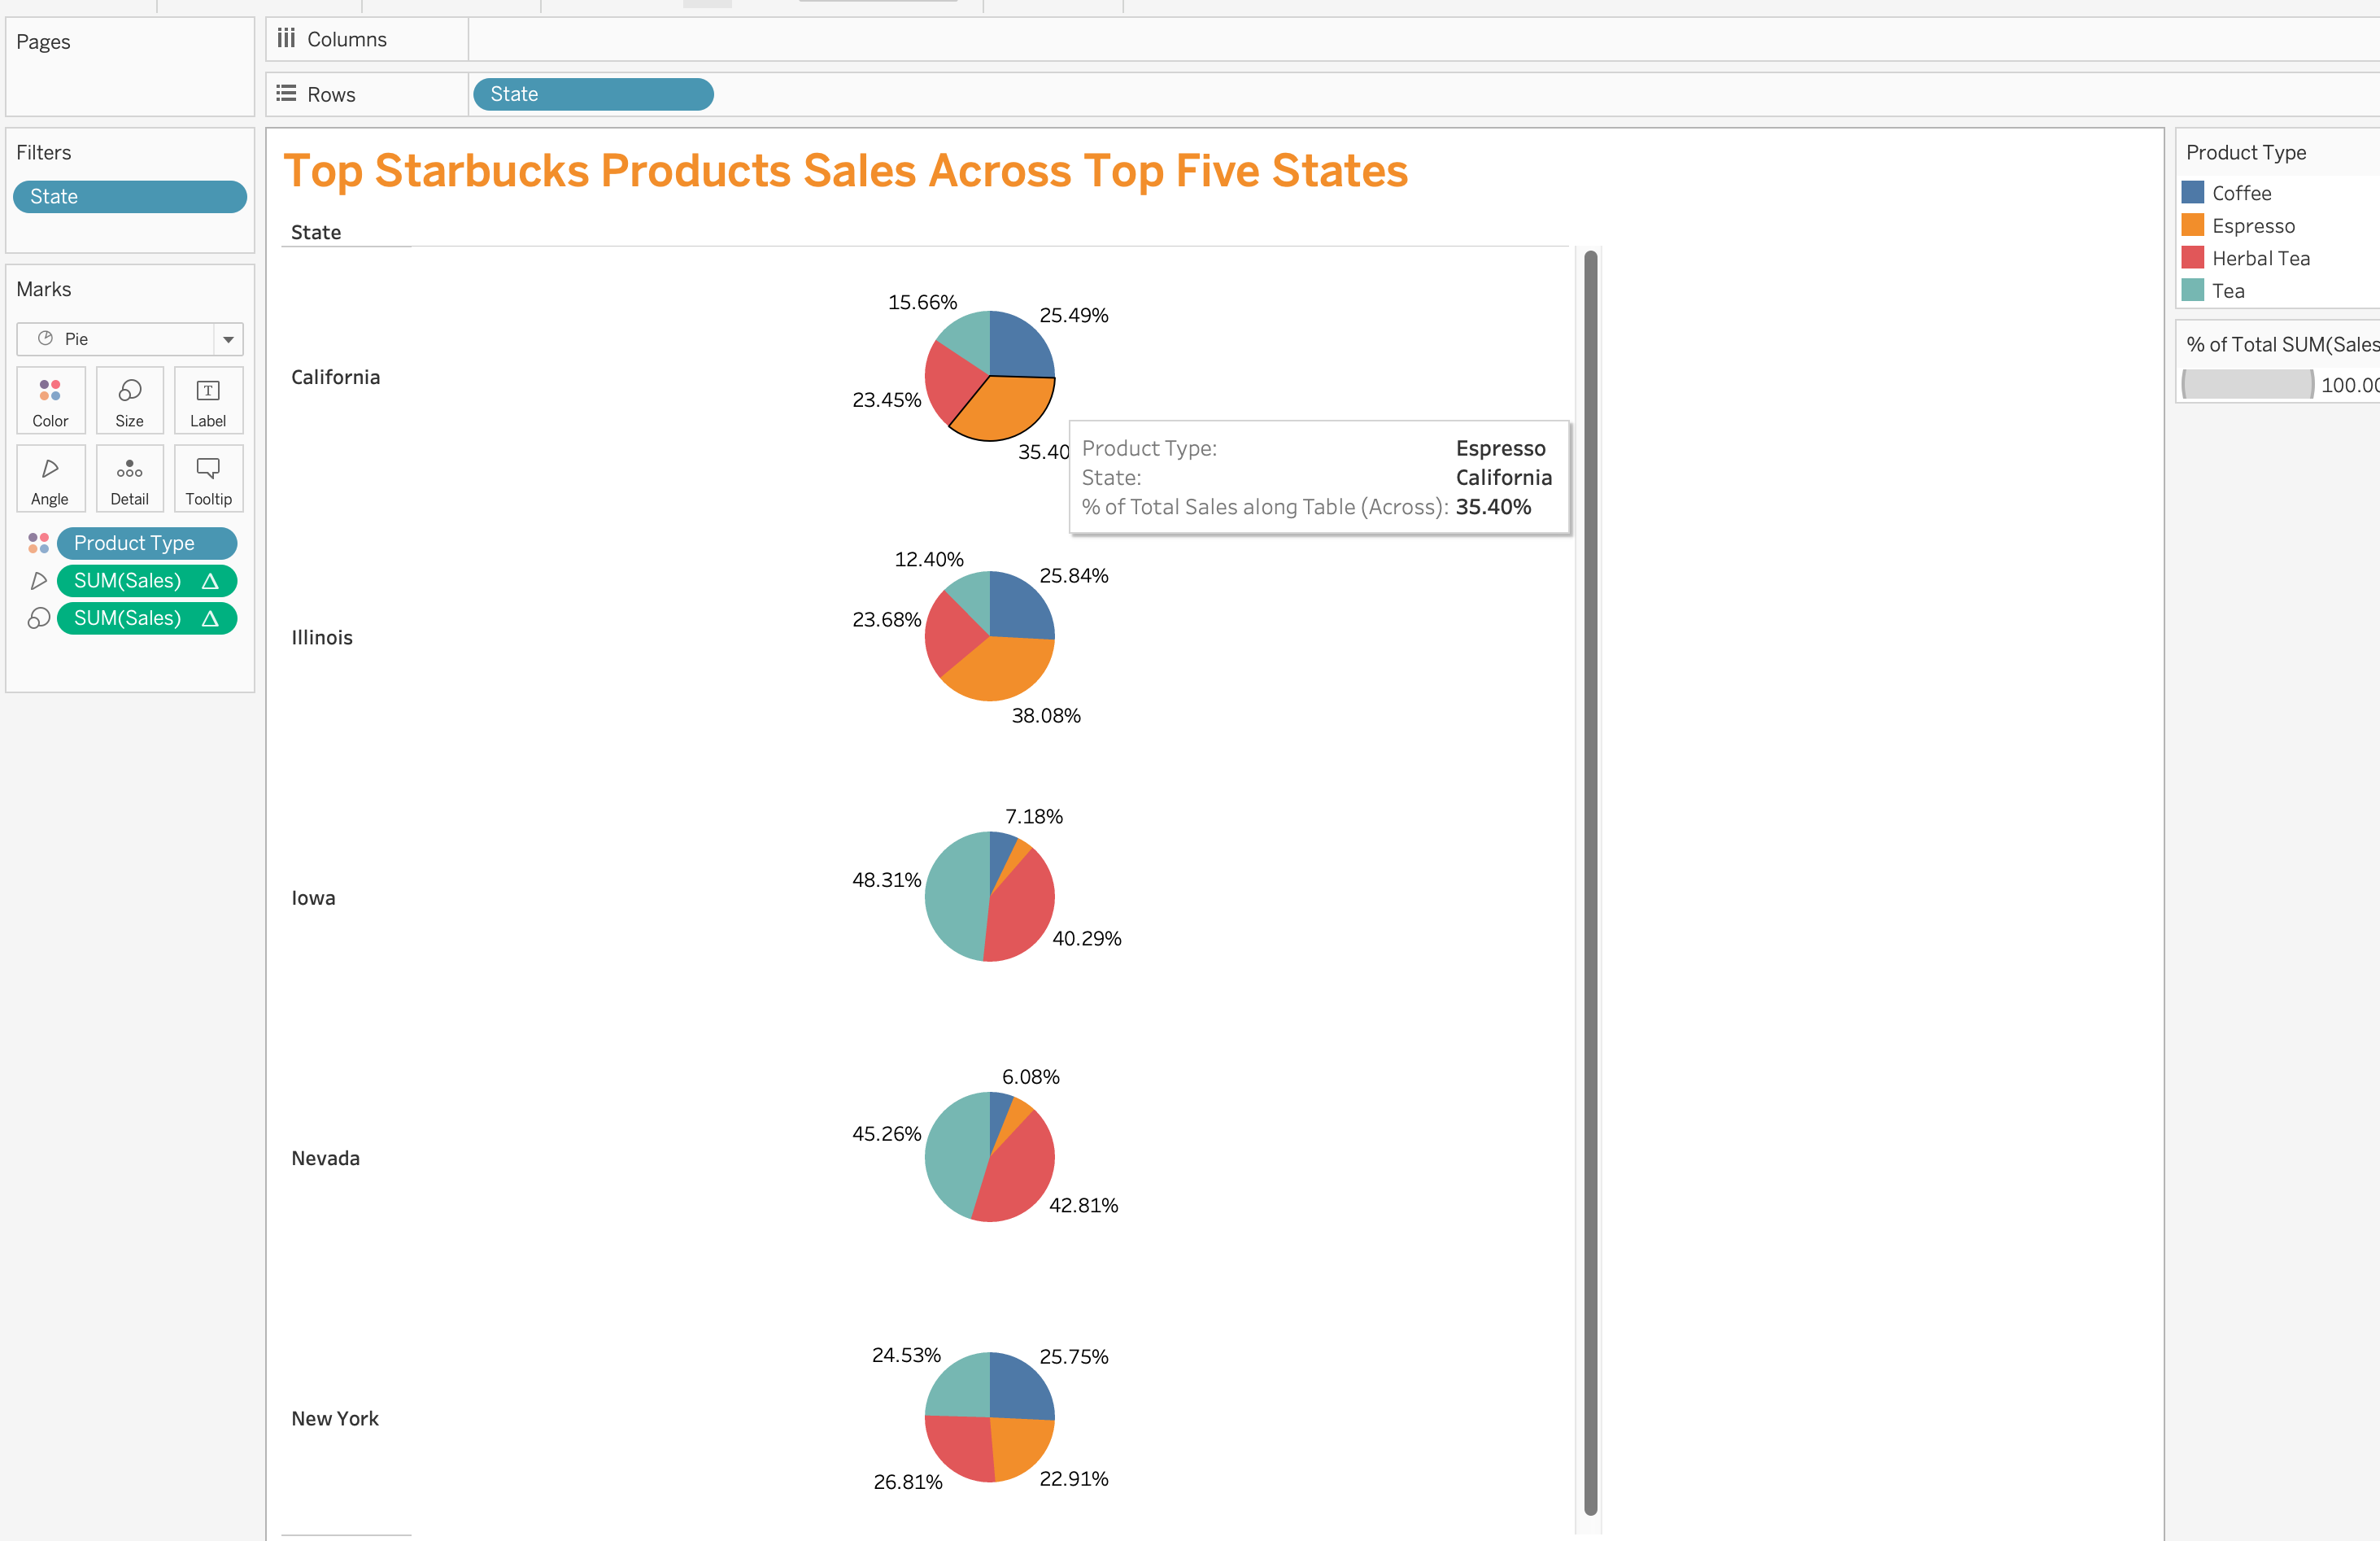 Pages
Columns
Rows
State
Filters
State
Marks
Pie
Color
Size
Label
Angle
Detail
Tooltip
Product Type
SUM(Sales)
SUM(Sales)
Top Starbucks Products Sales Across Top Five States
State
California
15.66%
25.49%
23.45%
35.40
Product Type: Espresso
State: California
% of Total Sales along Table (Across): 35.40%
Illinois
12.40%
25.84%
23.68%
38.08%
Iowa
7.18%
48.31%
40.29%
Nevada
6.08%
45.26%
42.81%
New York
24.53%
25.75%
26.81%
22.91%
Product Type
Coffee
Espresso
Herbal Tea
Tea
% of Total SUM(Sales
100.00